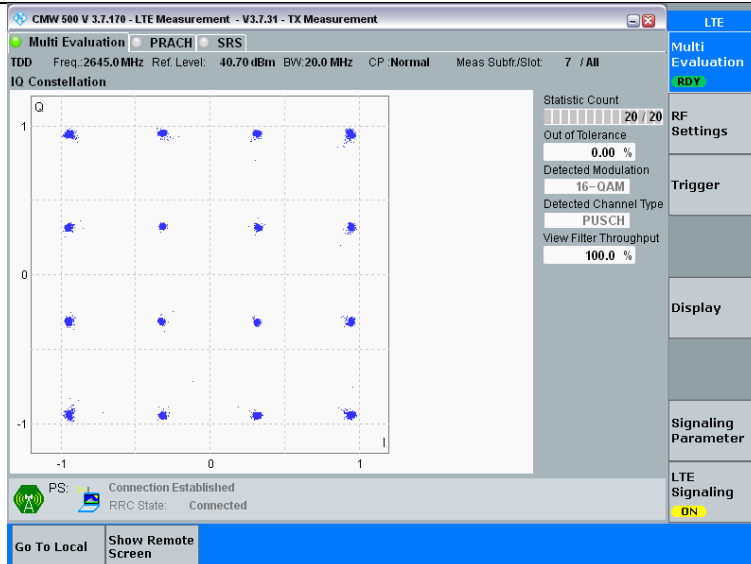 CMW 500 V 3.7.170 - LTE Measurement - V3.7.31 - TX Measurement
LTE
Multi Evaluation PRACH SRS
TDD Freq.:2645.0 MHz Ref. Level: 40.70 dBm BW:20.0 MHz CP :Normal Meas Subfr./Slot: 7 / All
IQ Constellation
Q
1
0
-1
-1 0 1
I
Statistic Count
20 / 20
Out of Tolerance
0.00 %
Detected Modulation
16-QAM
Detected Channel Type
PUSCH
View Filter Throughput
100.0 %
Multi
Evaluation
RDY
RF
Settings
Trigger
Display
Signaling
Parameter
LTE
Signaling
ON
PS: Connection Established
RRC State: Connected
Go To Local
Show Remote
Screen